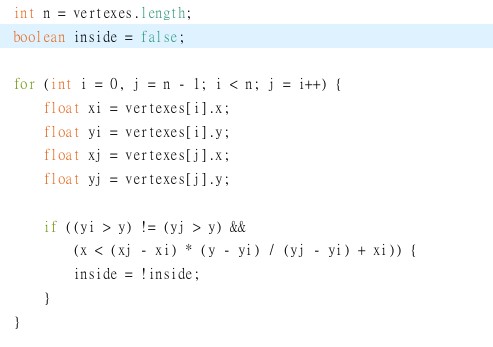 int n = vertexes.length;
boolean inside = false;

for (int i = 0, j = n - 1; i < n; j = i++) {
    float xi = vertexes[i].x;
    float yi = vertexes[i].y;
    float xj = vertexes[j].x;
    float yj = vertexes[j].y;

    if ((yi > y) != (yj > y) &&
        (x < (xj - xi) * (y - yi) / (yj - yi) + xi)) {
        inside = !inside;
    }
}